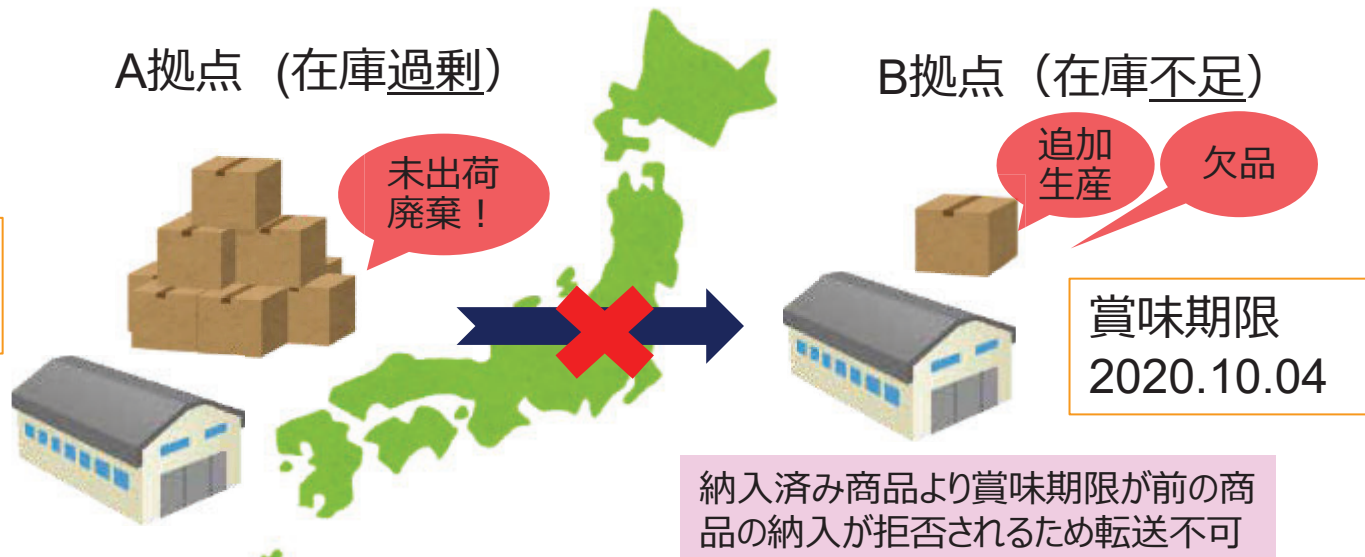 A拠点 (在庫過剰）
B拠点（在庫不足）
未出荷
廃棄！
追加
生産
欠品
賞味期限
2020.10.04
納入済み商品より賞味期限が前の商
品の納入が拒否されるため転送不可